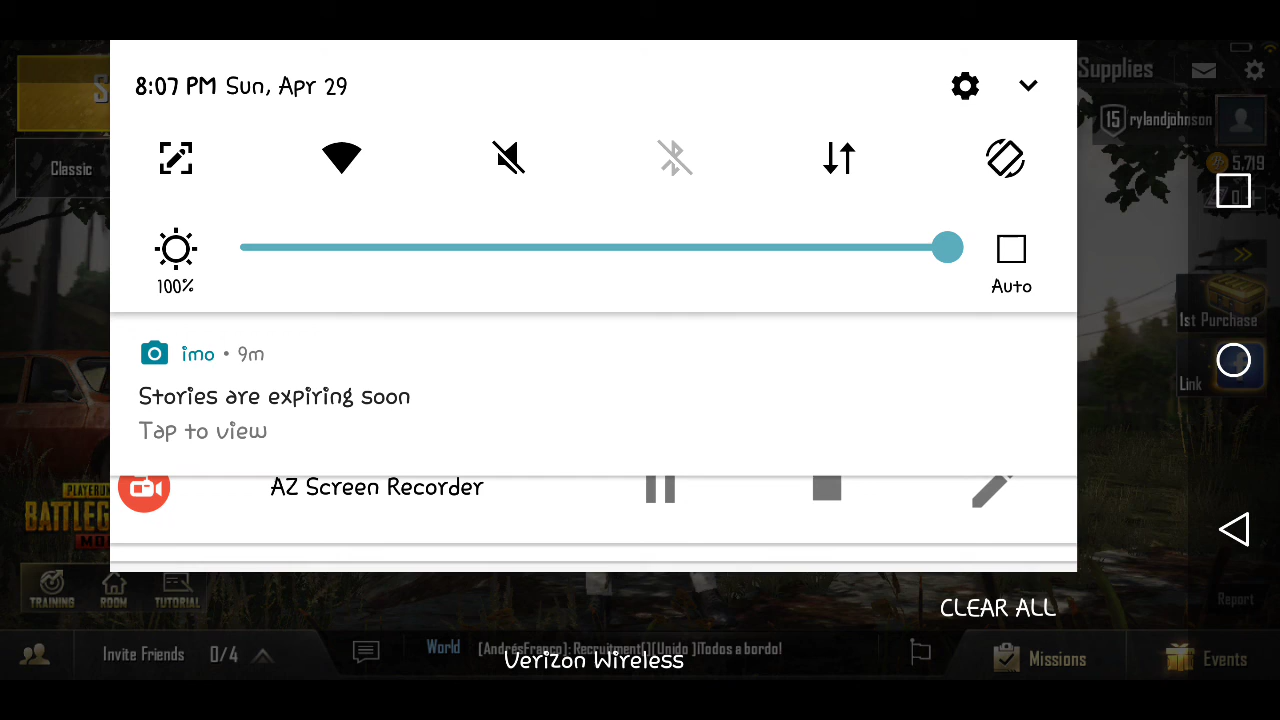 8:07 PM Sun, Apr 29
Supplies
15 rylandjohnson
Classic
5,719
100%
Auto
1st Purchase
imo • 9m
Stories are expiring soon
Tap to view
Link
AZ Screen Recorder
TRAINING
ROOM
TUTORIAL
Report
CLEAR ALL
Invite Friends 0/4
World [AndrésFranco]: Recruitment[][Unido ]¡Todos a bordo!
Verizon Wireless
Missions
Events